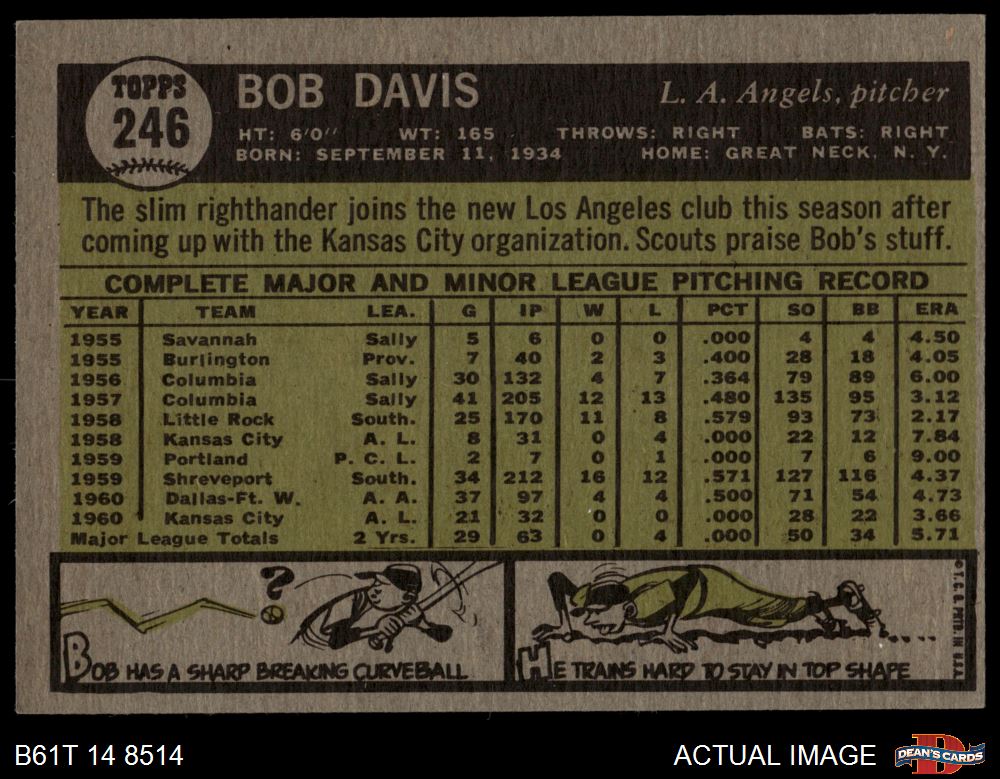 TOPPS
246
BOB DAVIS
L. A. Angels, pitcher
HT: 6'0" WT: 165 THROWS: RIGHT BATS: RIGHT
BORN: SEPTEMBER 11, 1934 HOME: GREAT NECK, N. Y.
The slim righthander joins the new Los Angeles club this season after
coming up with the Kansas City organization. Scouts praise Bob's stuff.
COMPLETE MAJOR AND MINOR LEAGUE PITCHING RECORD
YEAR TEAM LEA. G IP W L PCT SO BB ERA
1955 Savannah Sally 5 6 0 0 .000 4 4 4.50
1955 Burlington Prov. 7 40 2 3 .400 28 18 4.05
1956 Columbia Sally 30 132 4 7 .364 79 89 6.00
1957 Columbia Sally 41 205 12 13 .480 135 95 3.12
1958 Little Rock South. 25 170 11 8 .579 93 73 2.17
1958 Kansas City A. L. 8 31 0 4 .000 22 12 7.84
1959 Portland P. C. L. 2 7 0 1 .000 7 6 9.00
1959 Shreveport South. 34 212 16 12 .571 127 116 4.37
1960 Dallas-Ft. W. A. A. 37 97 4 4 .500 71 54 4.73
1960 Kansas City A. L. 21 32 0 0 .000 28 22 3.66
Major League Totals 2 Yrs. 29 63 0 4 .000 50 34 5.71
?
BOB HAS A SHARP BREAKING CURVEBALL
HE TRAINS HARD TO STAY IN TOP SHAPE
© T. C. G. PRTD. IN U.S.A.
B61T 14 8514
ACTUAL IMAGE
DEAN'S CARDS